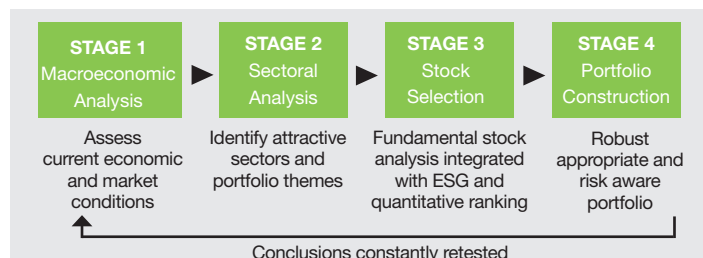 STAGE 1
Macroeconomic
Analysis
STAGE 2
Sectoral
Analysis
STAGE 3
Stock
Selection
STAGE 4
Portfolio
Construction
Assess
current economic
and market
conditions
Identify attractive
sectors and
portfolio themes
Fundamental stock
analysis integrated
with ESG and
quantitative ranking
Robust
appropriate and
risk aware
portfolio
Conclusions constantly retested